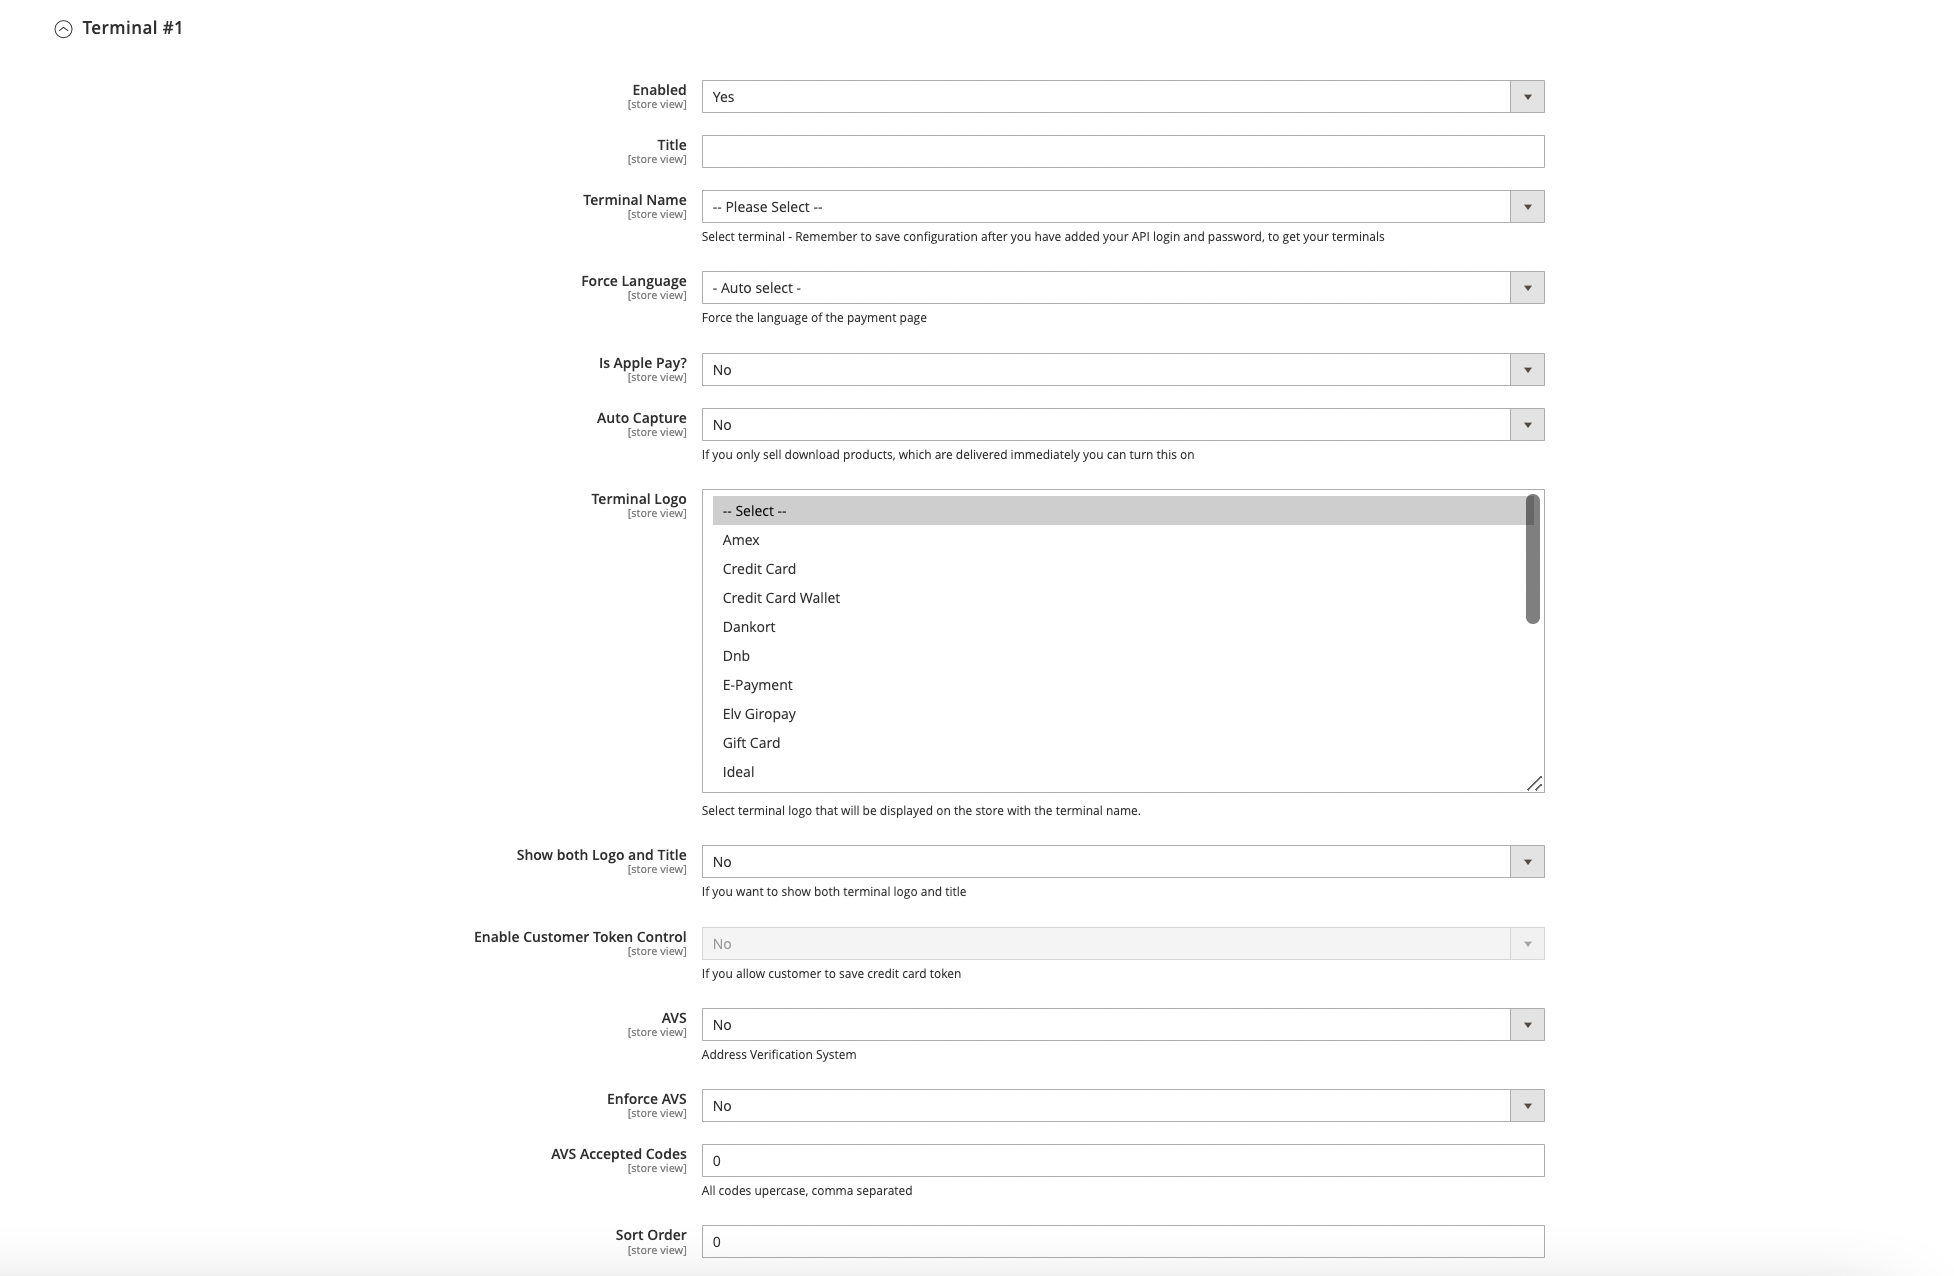 Terminal #1
Enabled
[store view]
Yes
Title
[store view]
Terminal Name
[store view]
-- Please Select --
Select terminal - Remember to save configuration after you have added your API login and password, to get your terminals
Force Language
[store view]
- Auto select -
Force the language of the payment page
Is Apple Pay?
[store view]
No
Auto Capture
[store view]
No
If you only sell download products, which are delivered immediately you can turn this on
Terminal Logo
[store view]
-- Select --
Amex
Credit Card
Credit Card Wallet
Dankort
Dnb
E-Payment
Elv Giropay
Gift Card
Ideal
Select terminal logo that will be displayed on the store with the terminal name.
Show both Logo and Title
[store view]
No
If you want to show both terminal logo and title
Enable Customer Token Control
[store view]
No
If you allow customer to save credit card token
AVS
[store view]
No
Address Verification System
Enforce AVS
[store view]
No
AVS Accepted Codes
[store view]
0
All codes upercase, comma separated
Sort Order
[store view]
0